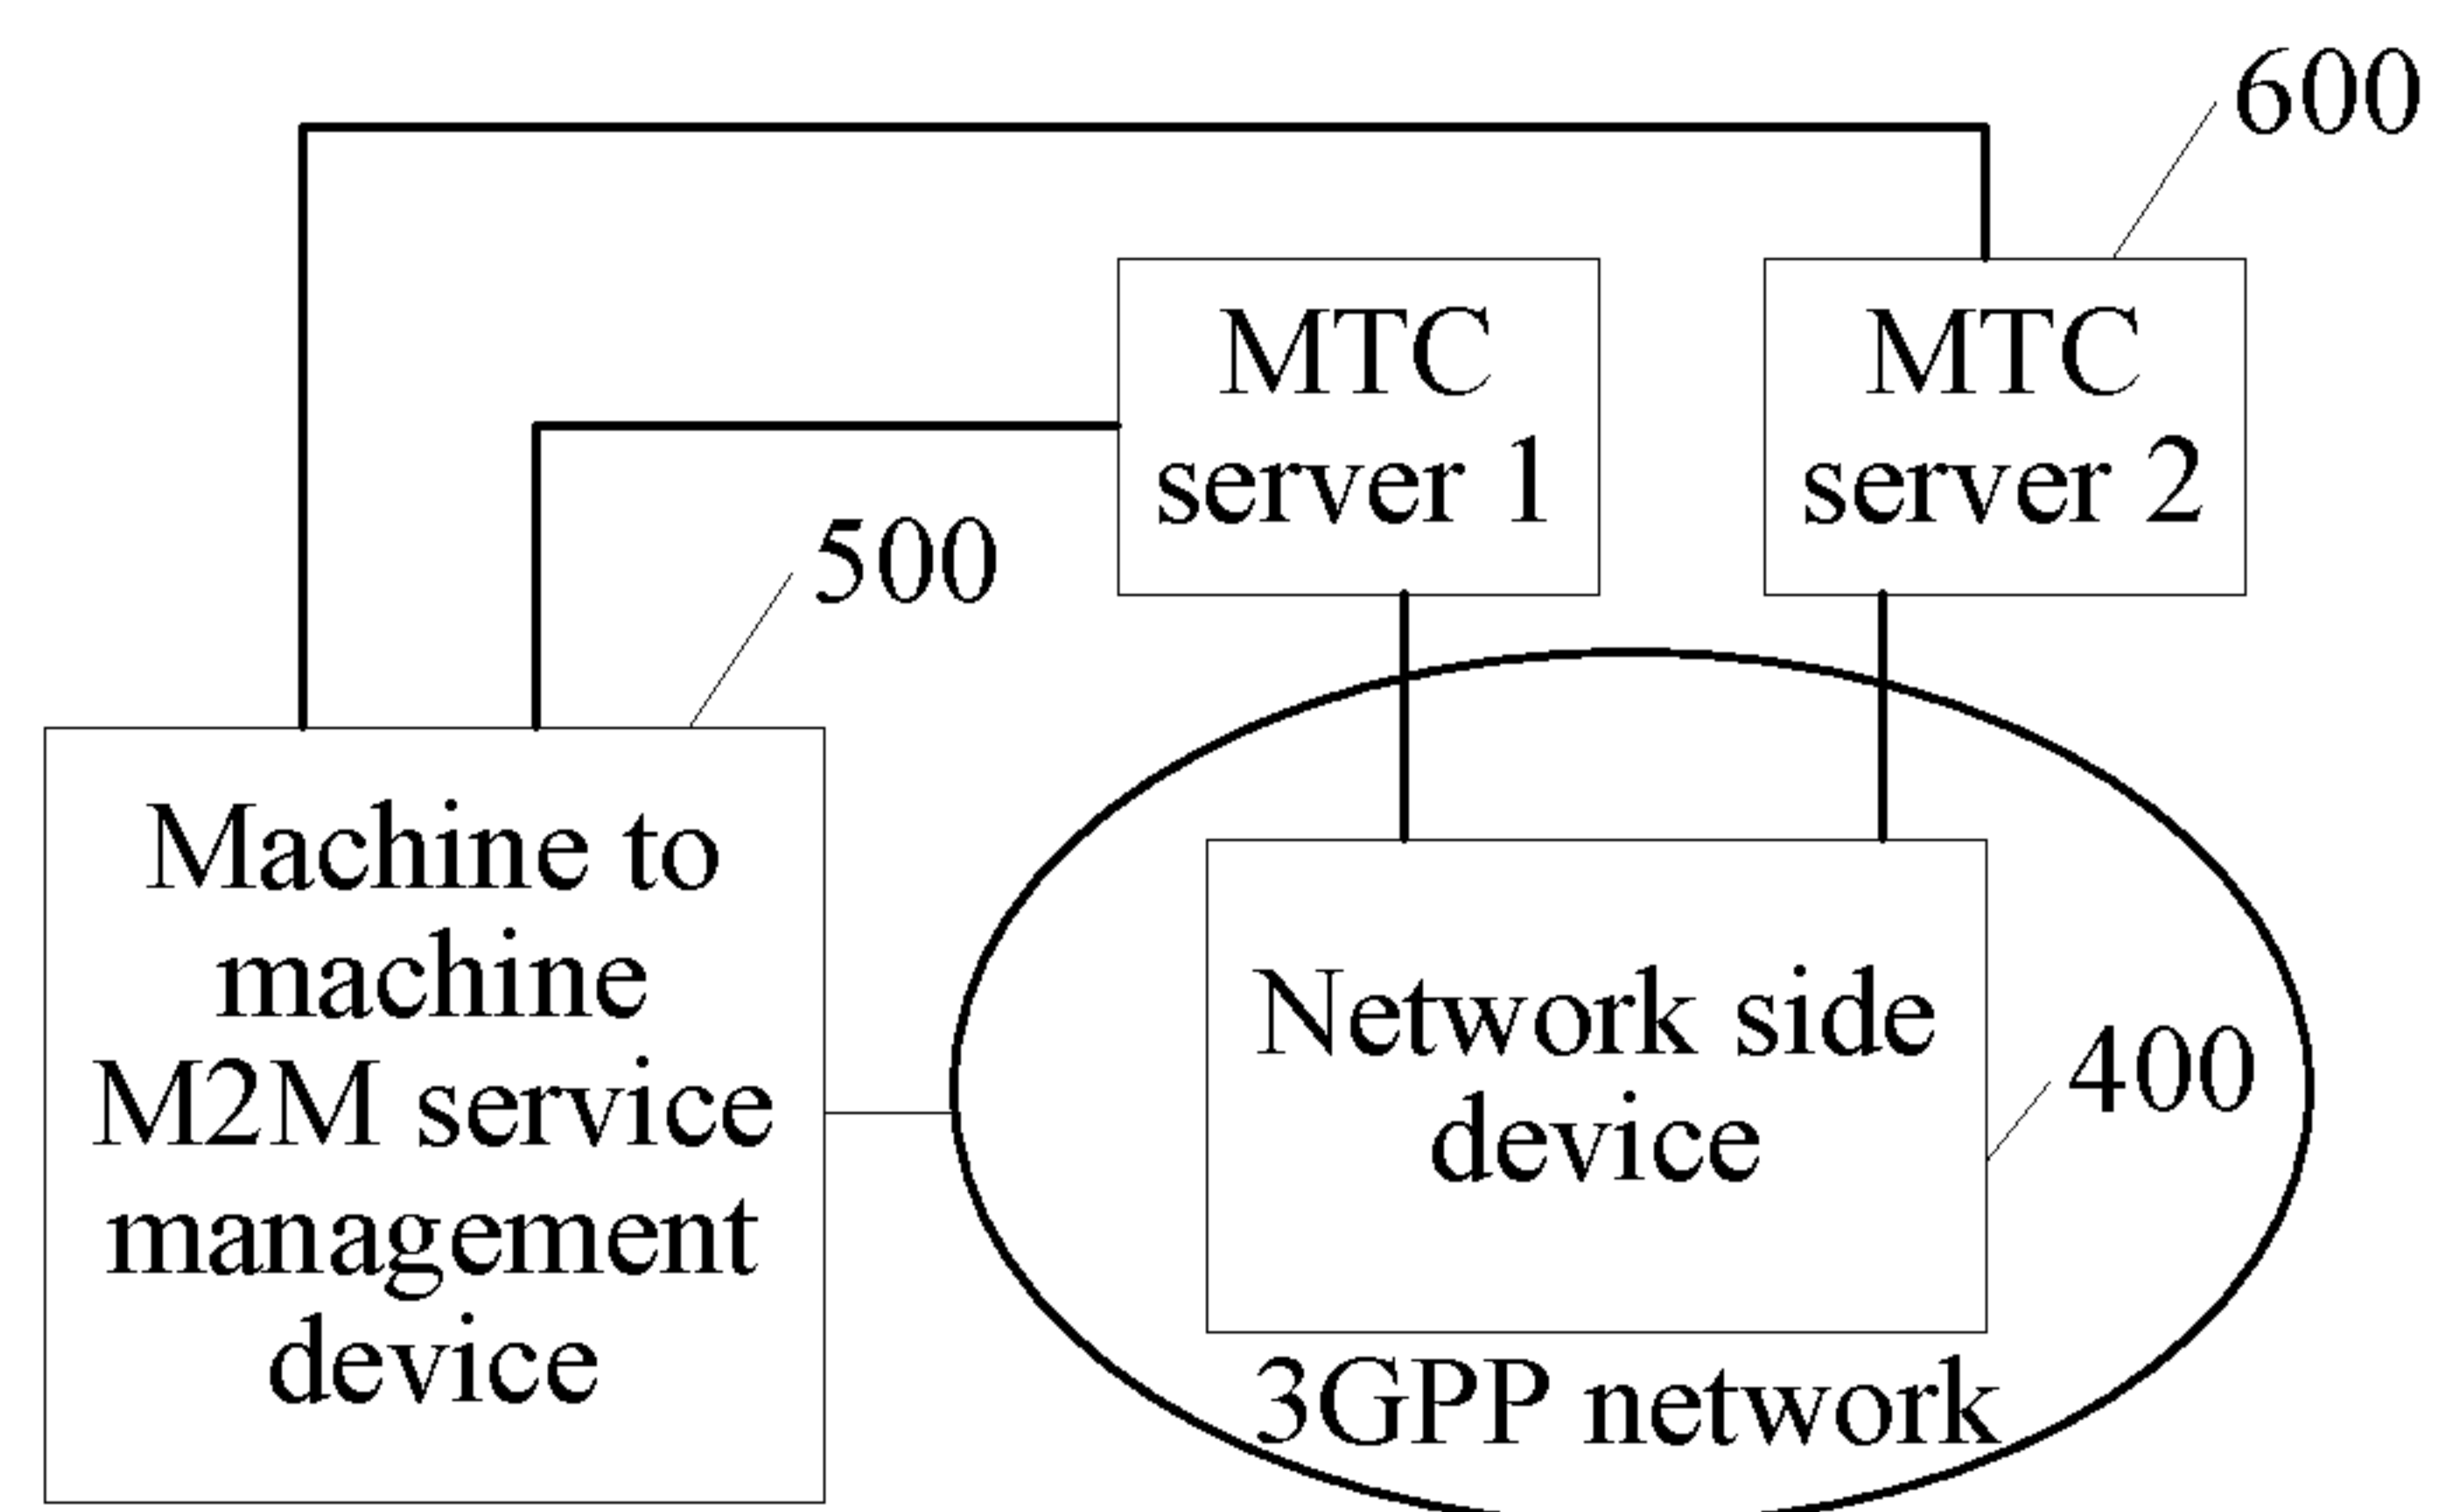 600
MTC
server 1
MTC
server 2
500
Machine to
machine
M2M service
management
device
Network side
device
400
3GPP network